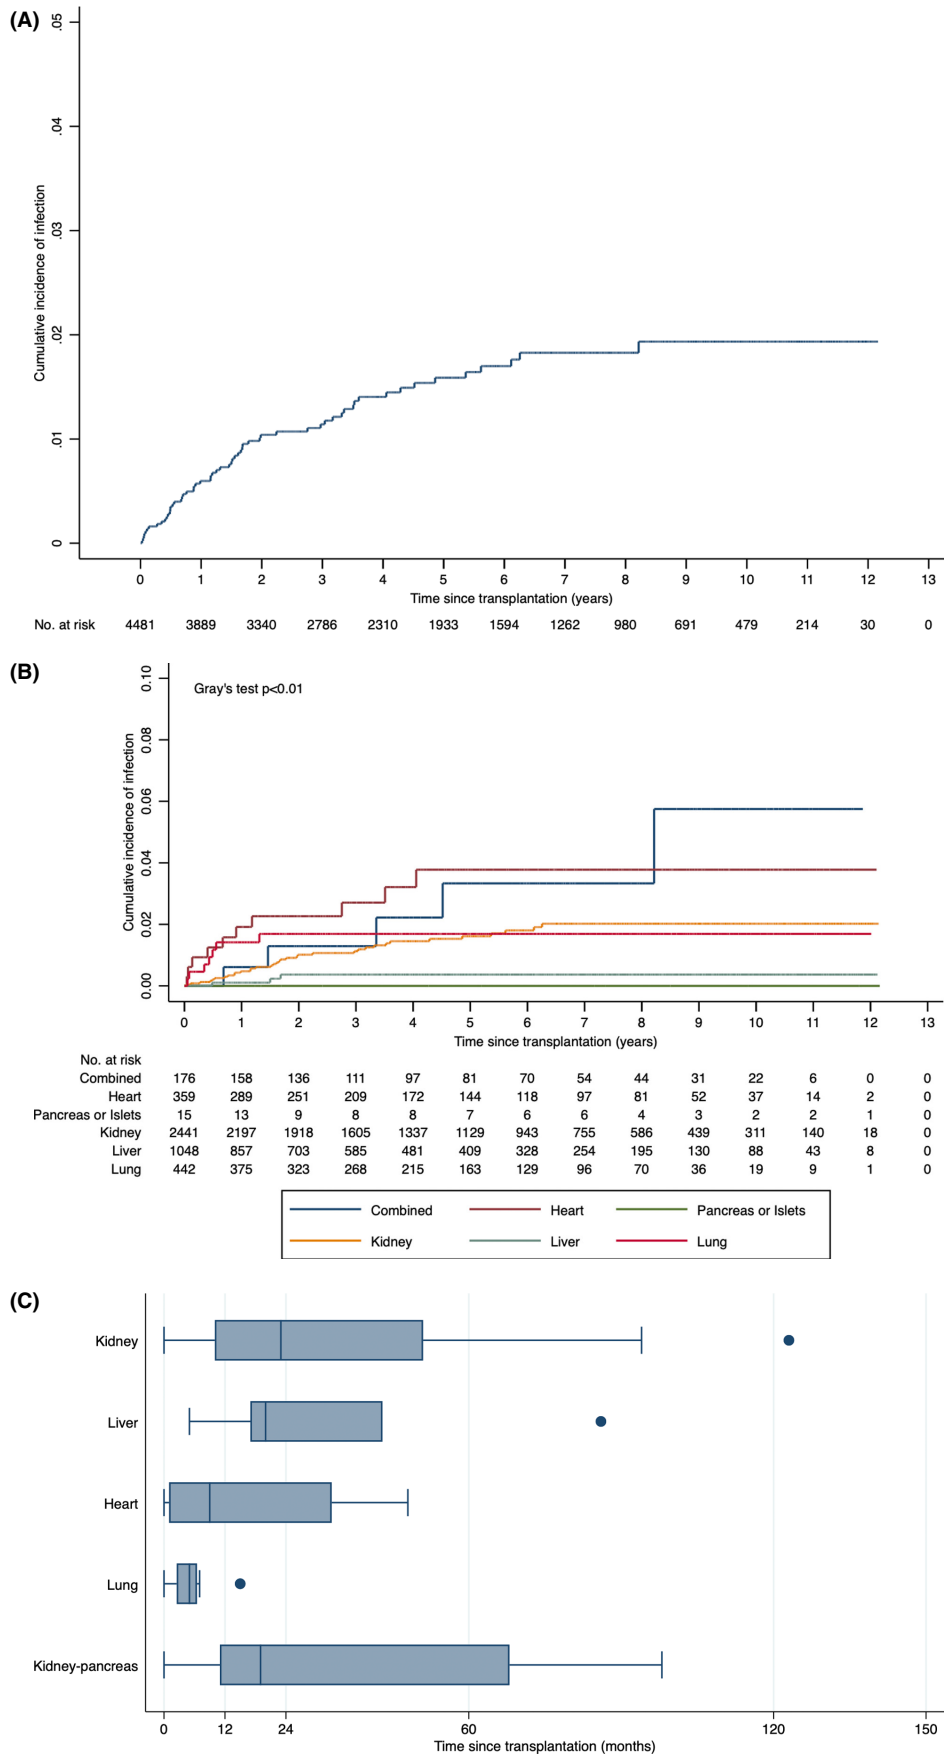 (A)
Cumulative incidence of infection
.05
.04
.03
.02
.01
0
0 1 2 3 4 5 6 7 8 9 10 11 12 13
Time since transplantation (years)
No. at risk 4481 3889 3340 2786 2310 1933 1594 1262 980 691 479 214 30 0
(B)
Gray's test p<0.01
Cumulative incidence of infection
0.10
0.08
0.06
0.04
0.02
0.00
0 1 2 3 4 5 6 7 8 9 10 11 12 13
Time since transplantation (years)
No. at risk
Combined 176 158 136 111 97 81 70 54 44 31 22 6 0 0
Heart 359 289 251 209 172 144 118 97 81 52 37 14 2 0
Pancreas or Islets 15 13 9 8 8 7 6 6 4 3 2 2 1 0
Kidney 2441 2197 1918 1605 1337 1129 943 755 586 439 311 140 18 0
Liver 1048 857 703 585 481 409 328 254 195 130 88 43 8 0
Lung 442 375 323 268 215 163 129 96 70 36 19 9 1 0
Combined Heart Pancreas or Islets
Kidney Liver Lung
(C)
Kidney
Liver
Heart
Lung
Kidney-pancreas
0 12 24 60 120 150
Time since transplantation (months)